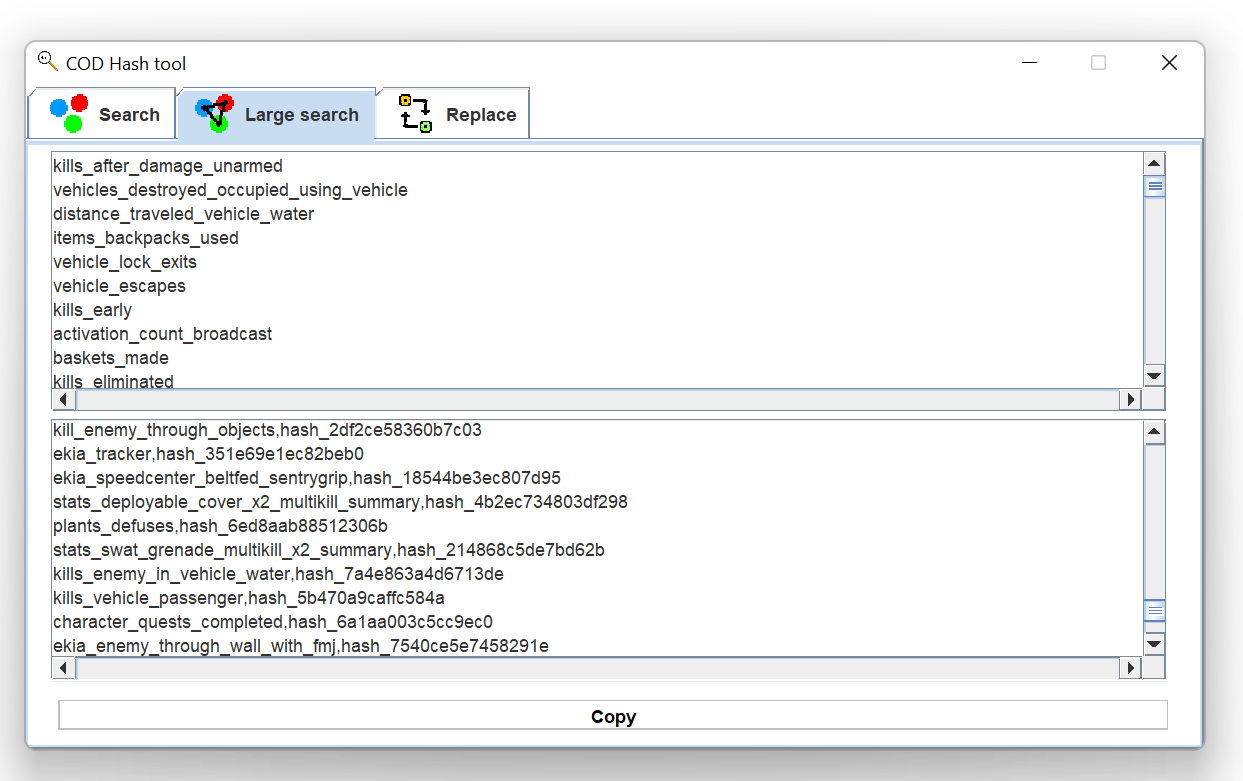 COD Hash tool
Search
Large search
Replace
kills_after_damage_unarmed
vehicles_destroyed_occupied_using_vehicle
distance_traveled_vehicle_water
items_backpacks_used
vehicle_lock_exits
vehicle_escapes
kills_early
activation_count_broadcast
baskets_made
kills_eliminated
kill_enemy_through_objects,hash_2df2ce58360b7c03
ekia_tracker,hash_351e69e1ec82beb0
ekia_speedcenter_beltfed_sentrygrip,hash_18544be3ec807d95
stats_deployable_cover_x2_multikill_summary,hash_4b2ec734803df298
plants_defuses,hash_6ed8aab88512306b
stats_swat_grenade_multikill_x2_summary,hash_214868c5de7bd62b
kills_enemy_in_vehicle_water,hash_7a4e863a4d6713de
kills_vehicle_passenger,hash_5b470a9caffc584a
character_quests_completed,hash_6a1aa003c5cc9ec0
ekia_enemy_through_wall_with_fmj,hash_7540ce5e7458291e
Copy